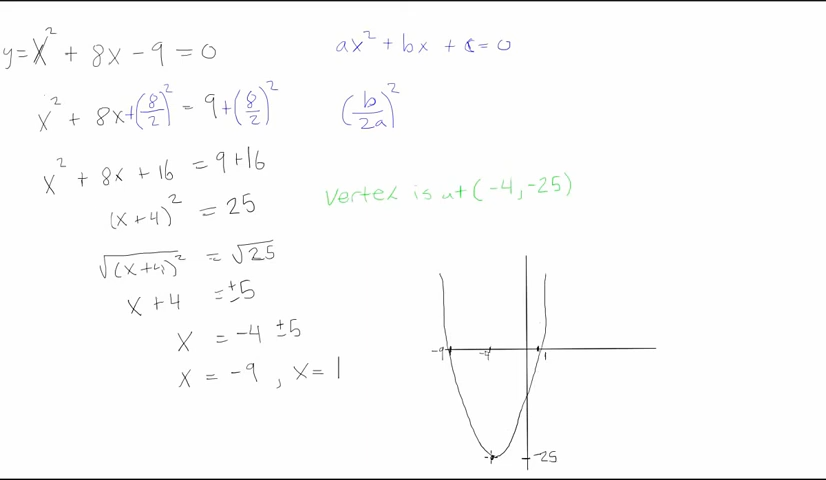 y=x² + 8x - 9 = 0
x² + 8x + (8/2)² = 9 + (8/2)²
x² + 8x + 16 = 9 + 16
(x + 4)² = 25
√(x+4)² = √25
x + 4 = ±5
x = -4 ±5
x = -9 , x = 1
ax² + bx + c = 0
(b/2a)²
Vertex is at (-4, -25)
-9
-4
1
-25